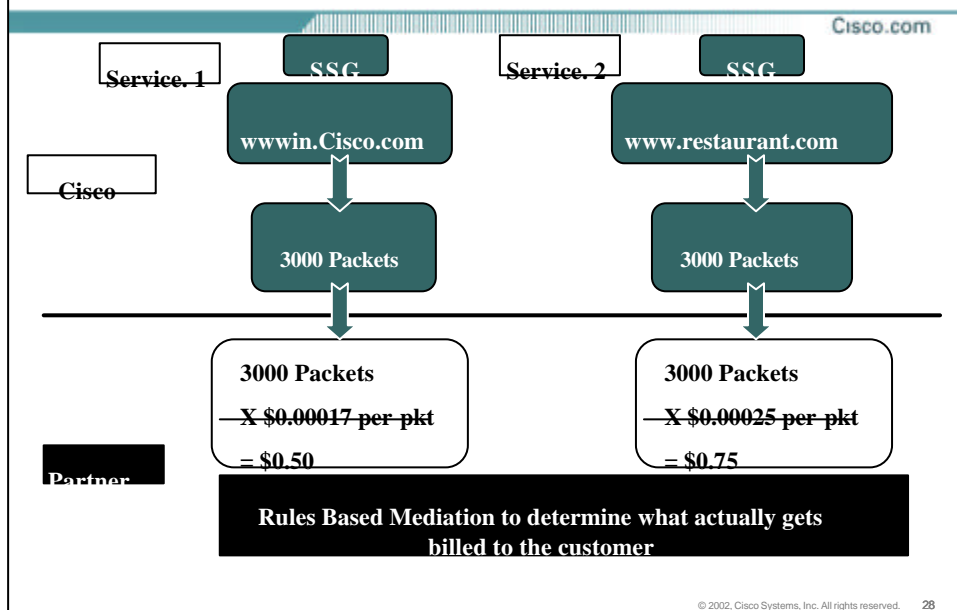 Cisco.com
Service. 1
SSG
Service. 2
SSG
wwwin.Cisco.com
www.restaurant.com
Cisco
3000 Packets
3000 Packets
3000 Packets
X $0.00017 per pkt
= $0.50
3000 Packets
X $0.00025 per pkt
= $0.75
Partner
Rules Based Mediation to determine what actually gets
billed to the customer
© 2002, Cisco Systems, Inc. All rights reserved. 28